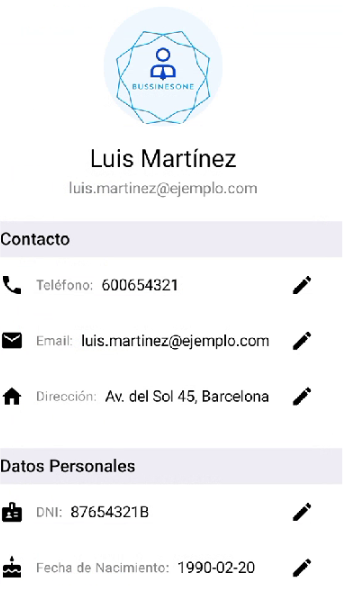 BUSSINESONE
Luis Martínez
luis.martinez@ejemplo.com
Contacto
Teléfono: 600654321
Email: luis.martinez@ejemplo.com
Dirección: Av. del Sol 45, Barcelona
Datos Personales
DNI: 87654321B
Fecha de Nacimiento: 1990-02-20